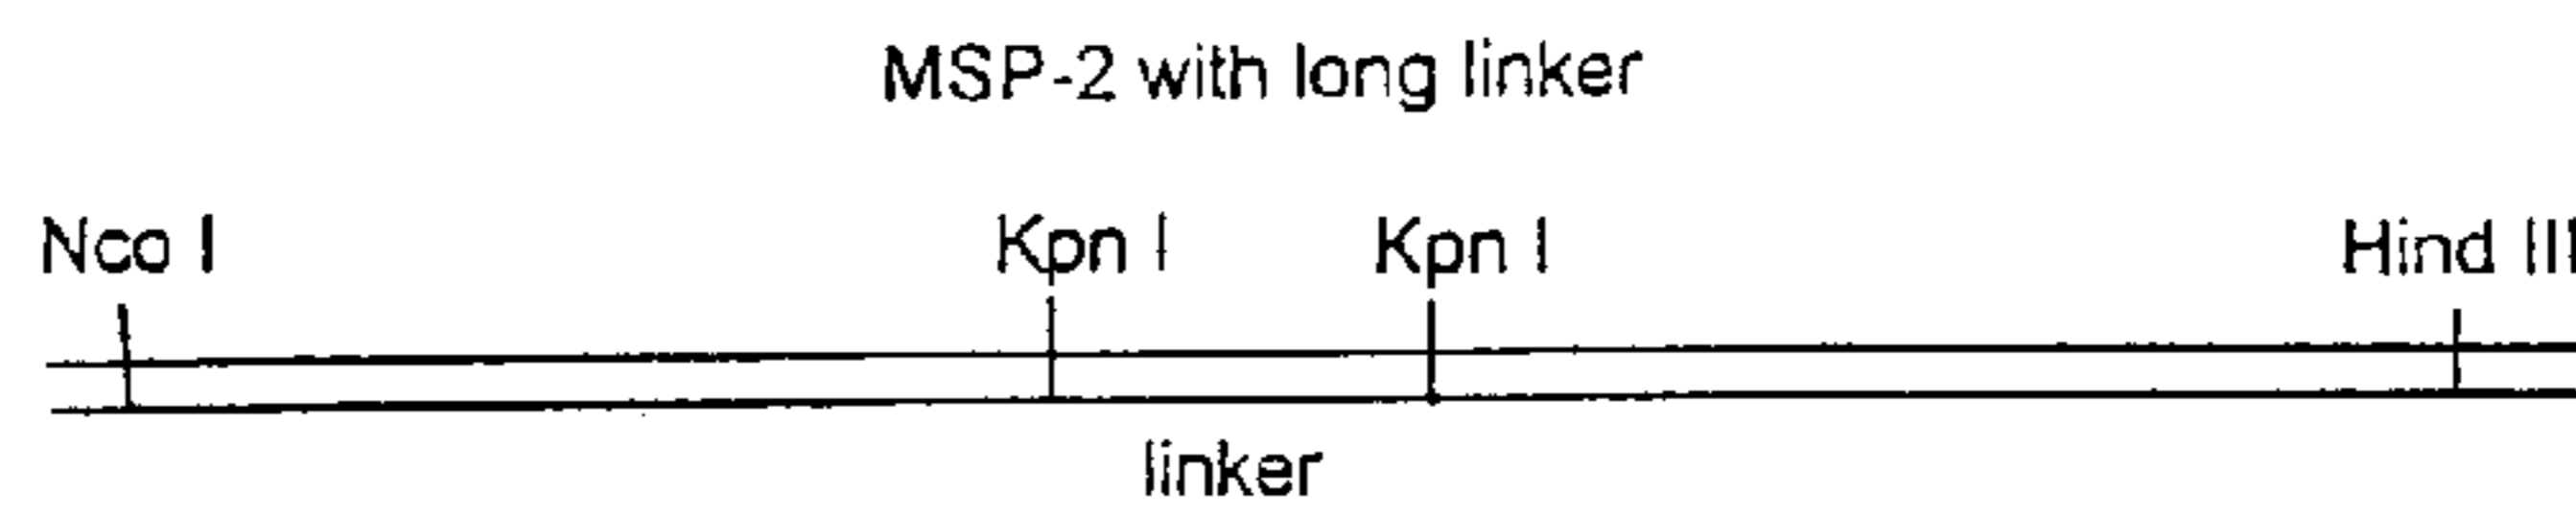 MSP-2 with long linker
Nco I Kpn I Kpn I Hind III
linker